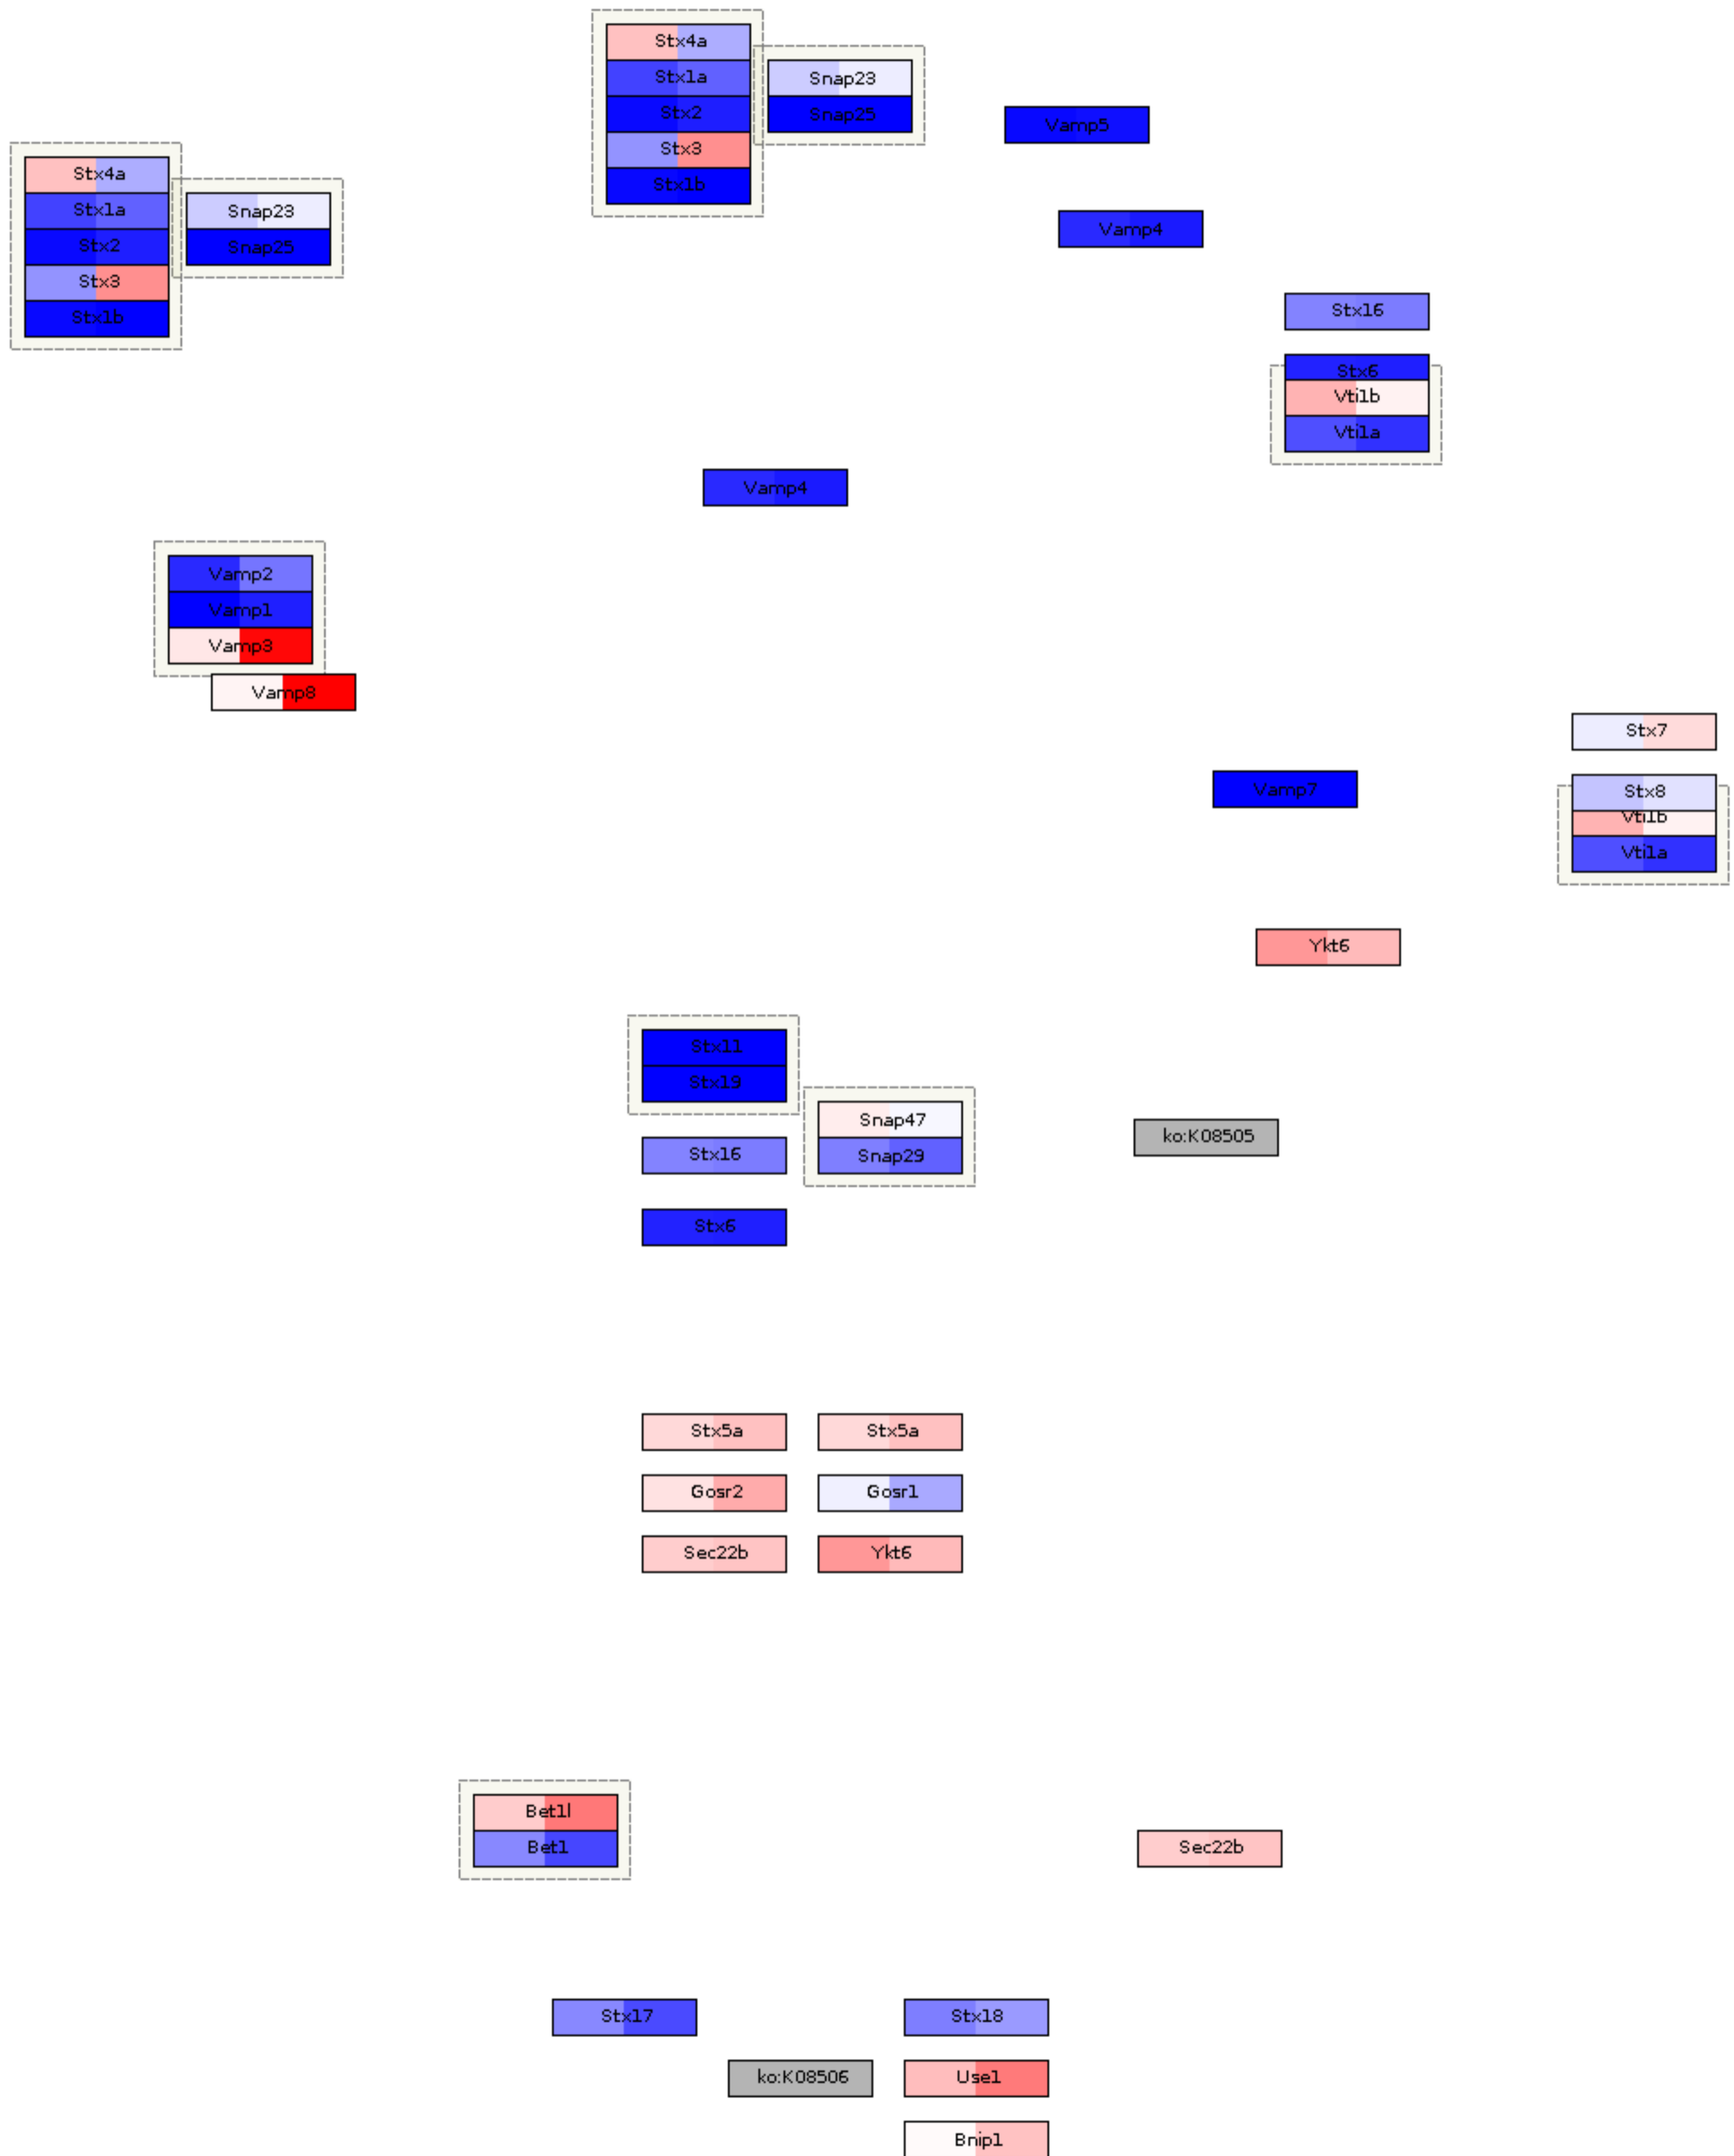 Stx4a
Stx1a
Stx2
Stx3
Stx1b
Snap23
Snap25
Vamp5
Vamp4
Stx4a
Stx1a
Stx2
Stx3
Stx1b
Snap23
Snap25
Stx16
Stx6
Vti1b
Vti1a
Vamp4
Vamp2
Vamp1
Vamp3
Vamp8
Stx7
Stx8
Vti1b
Vti1a
Vamp7
Ykt6
Stx11
Stx19
Snap47
Snap29
ko:K08505
Stx16
Stx6
Stx5a
Stx5a
Gosr2
Gosr1
Sec22b
Ykt6
Bet1l
Bet1
Sec22b
Stx17
Stx18
ko:K08506
Use1
Bnip1